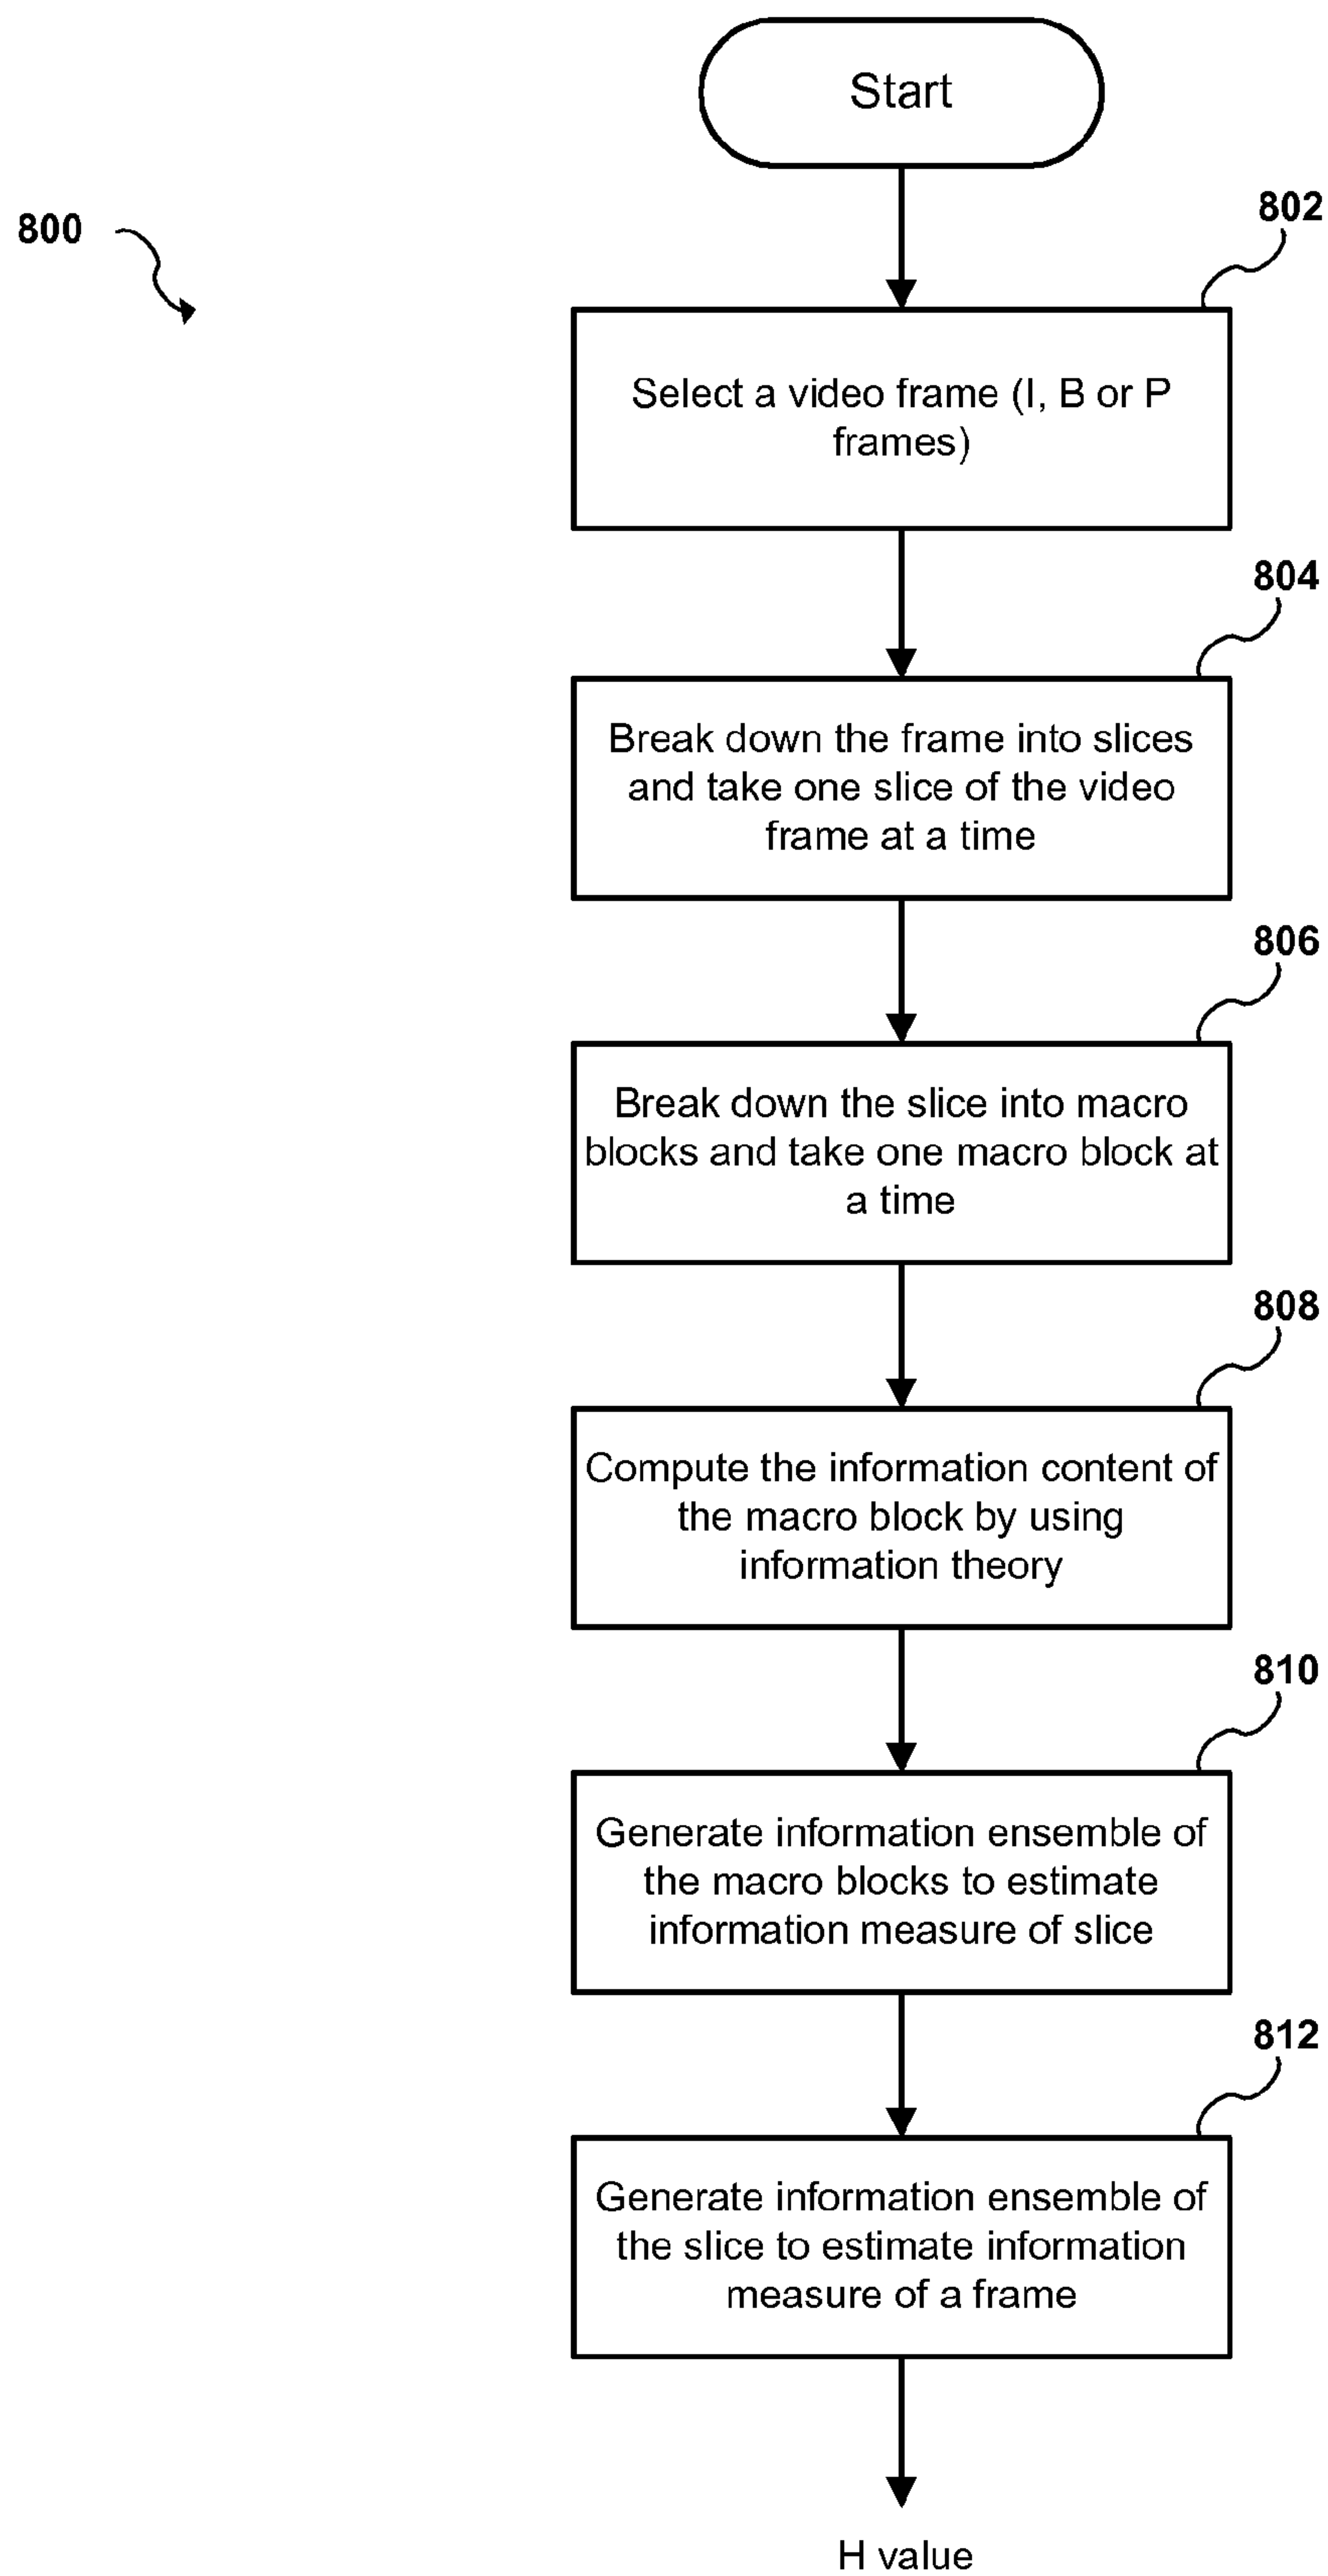 Start
800
802
Select a video frame (I, B or P
frames)
804
Break down the frame into slices
and take one slice of the video
frame at a time
806
Break down the slice into macro
blocks and take one macro block at
a time
808
Compute the information content of
the macro block by using
information theory
810
Generate information ensemble of
the macro blocks to estimate
information measure of slice
812
Generate information ensemble of
the slice to estimate information
measure of a frame
H value